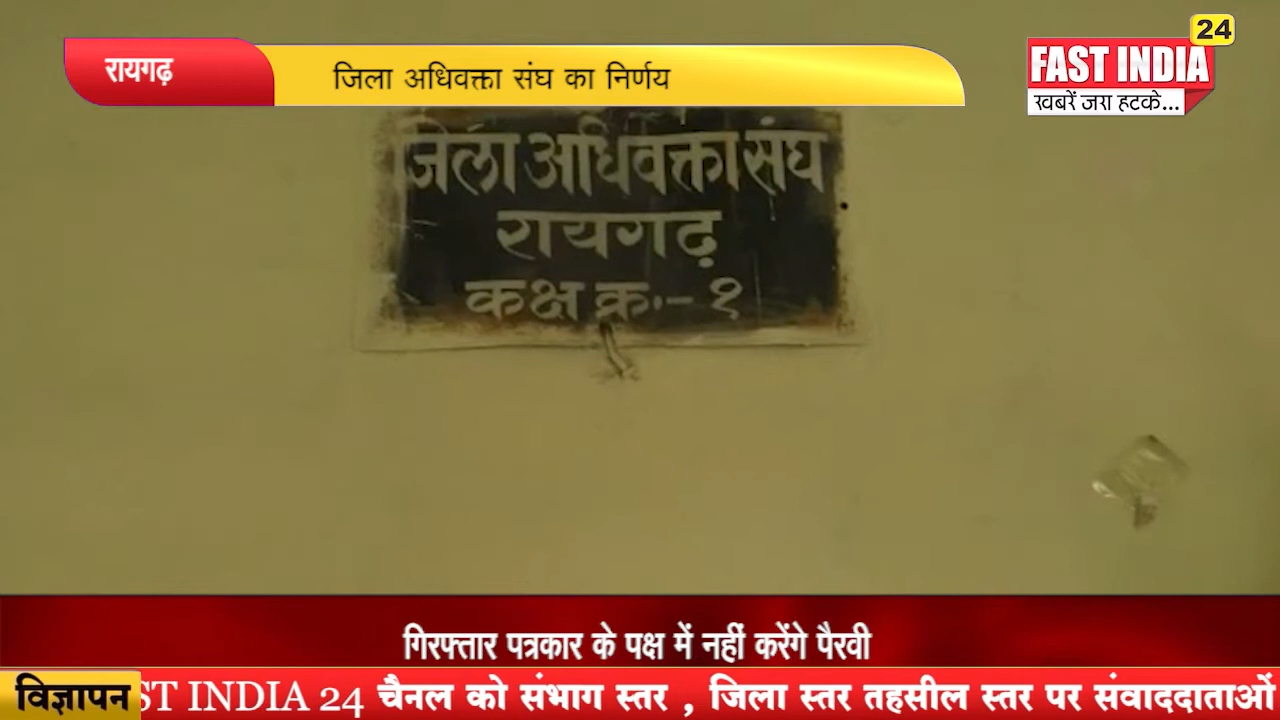 रायगढ़
जिला अधिवक्ता संघ का निर्णय
24
FAST INDIA
खबरें जरा हटके...
जिला अधिवक्ता संघ
रायगढ़
कक्ष क्र.-१
गिरफ्तार पत्रकार के पक्ष में नहीं करेंगे पैरवी
विज्ञापन
ST INDIA 24 चैनल को संभाग स्तर , जिला स्तर तहसील स्तर पर संवाददाताओं